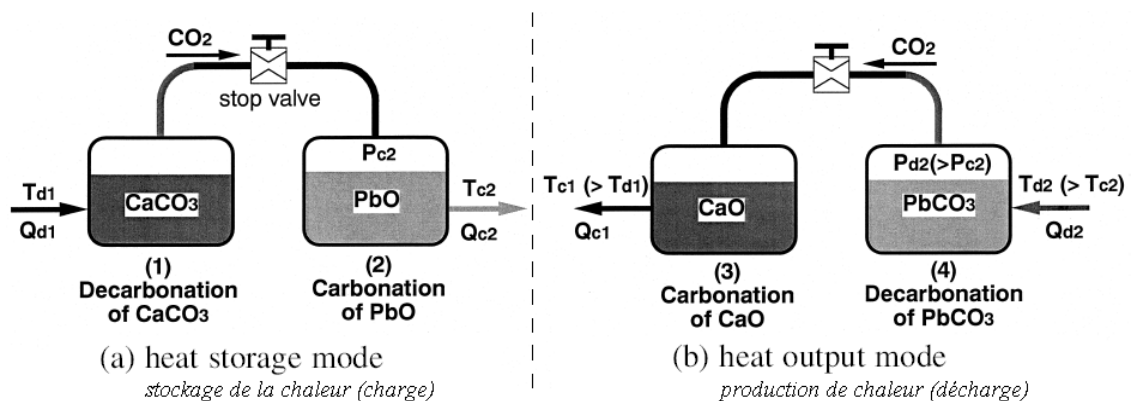 CO2
stop valve
Pc2
Td1
CaCO3
PbO
Tc2
Qd1
Qc2
(1)
Decarbonation
of CaCO3
(2)
Carbonation
of PbO
(a) heat storage mode
stockage de la chaleur (charge)
CO2
Pd2(>Pc2)
Tc1 (> Td1)
CaO
PbCO3
Td2 (> Tc2)
Qc1
Qd2
(3)
Carbonation
of CaO
(4)
Decarbonation
of PbCO3
(b) heat output mode
production de chaleur (décharge)